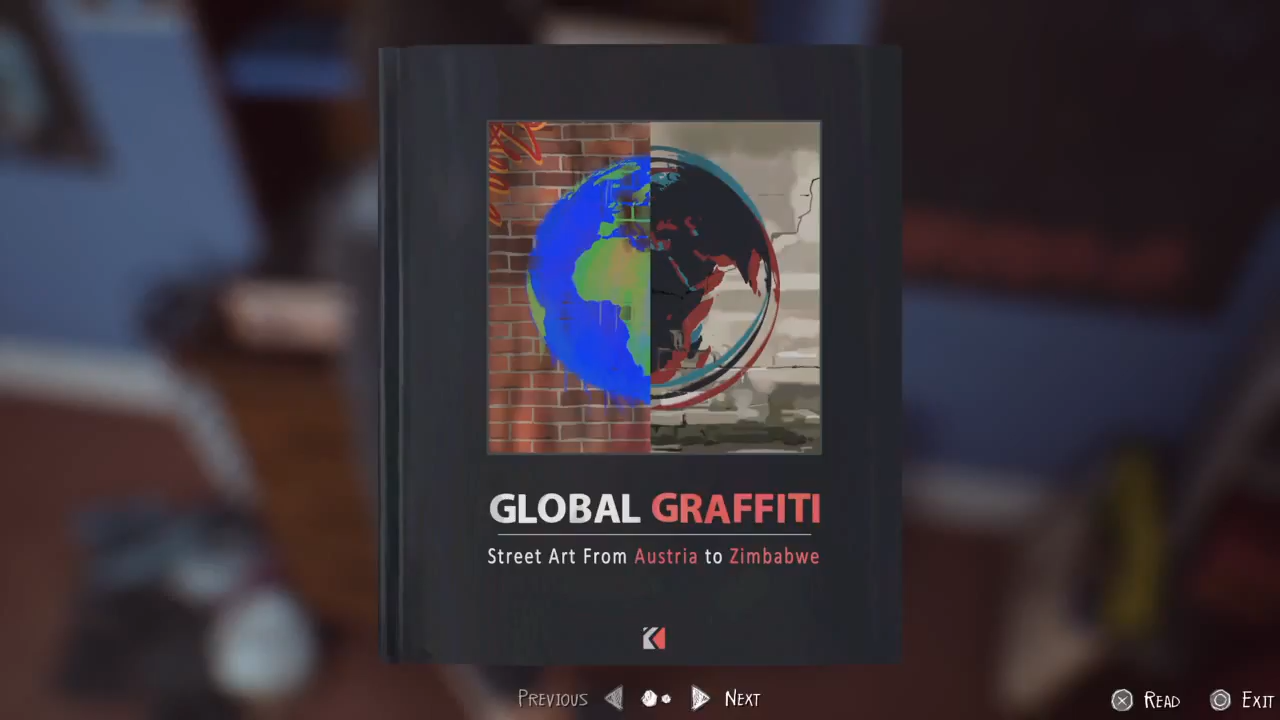 GLOBAL GRAFFITI
Street Art From Austria to Zimbabwe
PREVIOUS NEXT READ EXIT